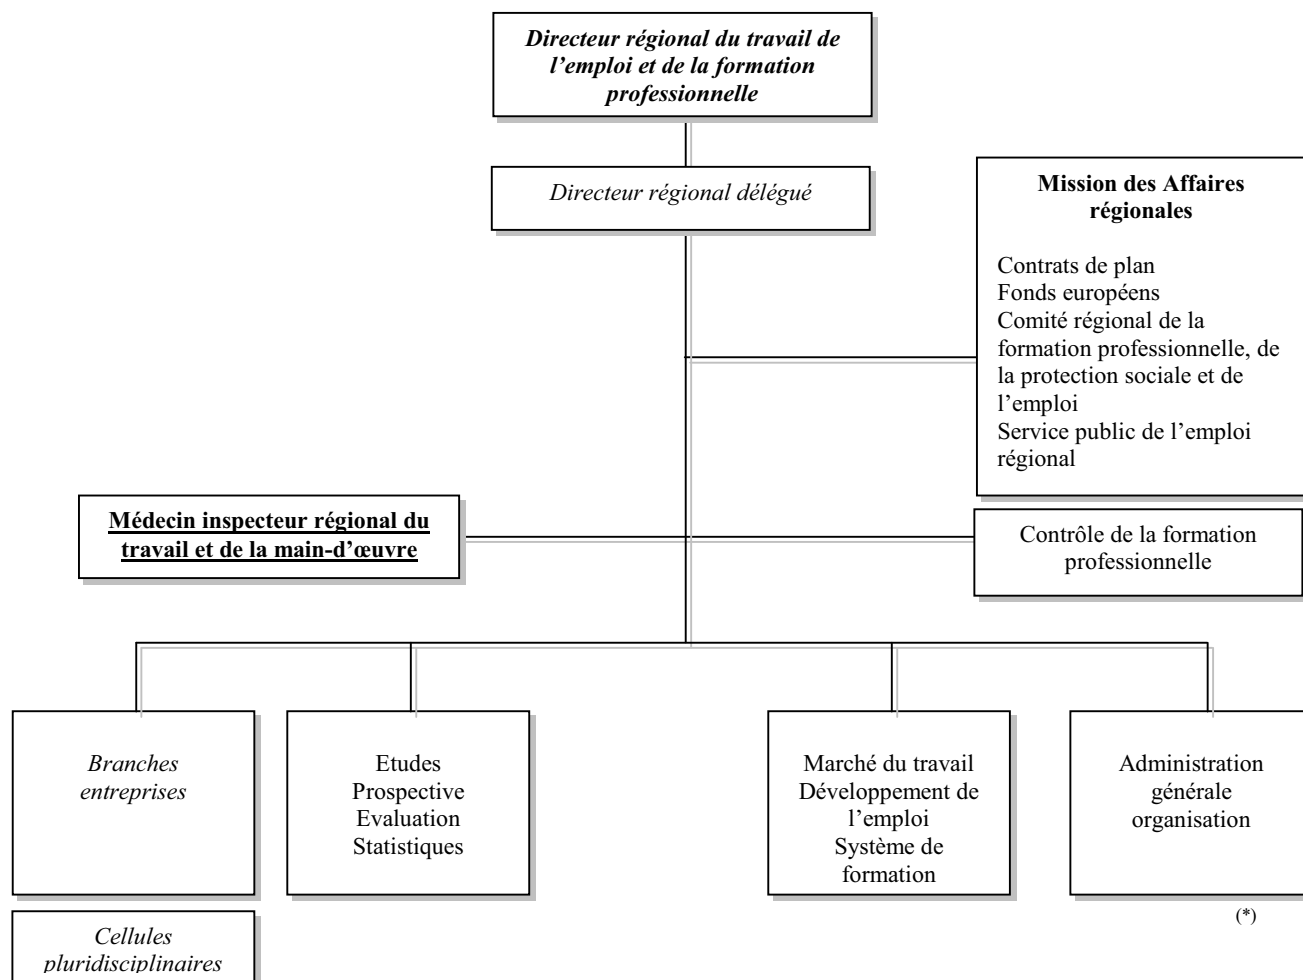 Directeur régional du travail de
l’emploi et de la formation
professionnelle
Directeur régional délégué
Mission des Affaires
régionales
Contrats de plan
Fonds européens
Comité régional de la
formation professionnelle, de
la protection sociale et de
l’emploi
Service public de l’emploi
régional
Médecin inspecteur régional du
travail et de la main-d’œuvre
Contrôle de la formation
professionnelle
Branches
entreprises
Etudes
Prospective
Evaluation
Statistiques
Marché du travail
Développement de
l’emploi
Système de
formation
Administration
générale
organisation
(*)
Cellules
pluridisciplinaires